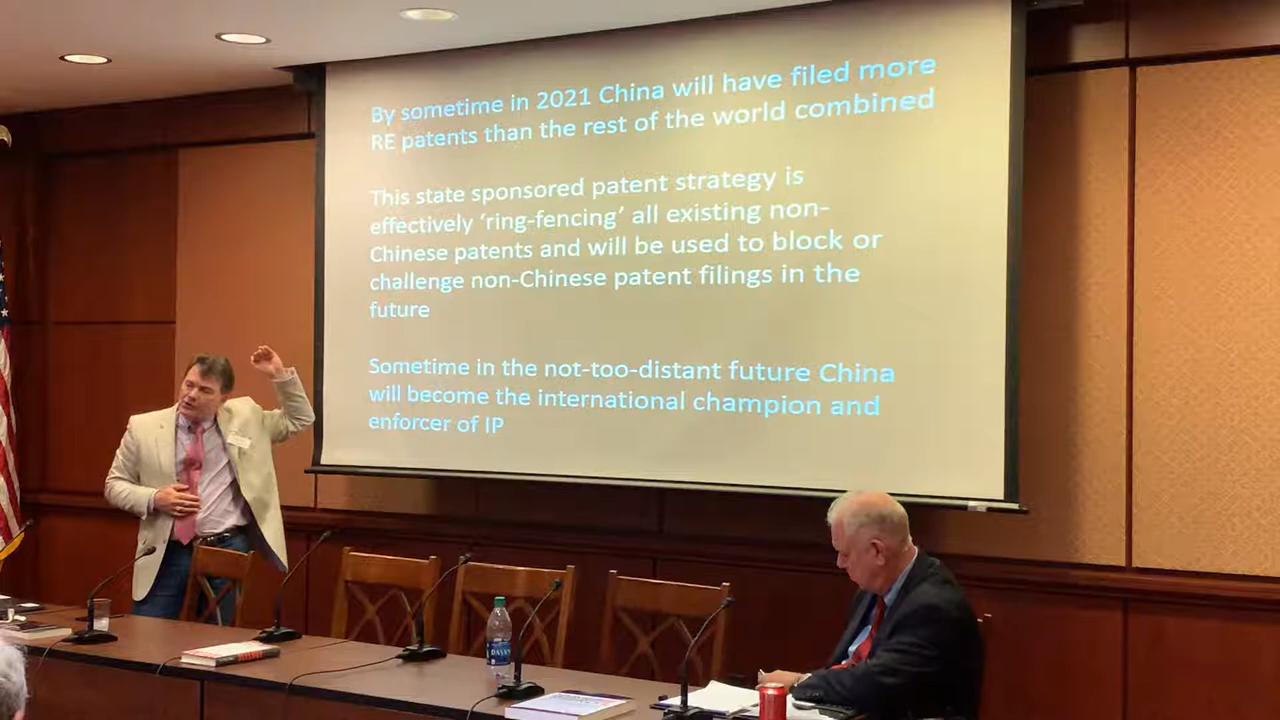 By sometime in 2021 China will have filed more
RE patents than the rest of the world combined
This state sponsored patent strategy is
effectively ‘ring-fencing’ all existing non-
Chinese patents and will be used to block or
challenge non-Chinese patent filings in the
future
Sometime in the not-too-distant future China
will become the international champion and
enforcer of IP
DASANI